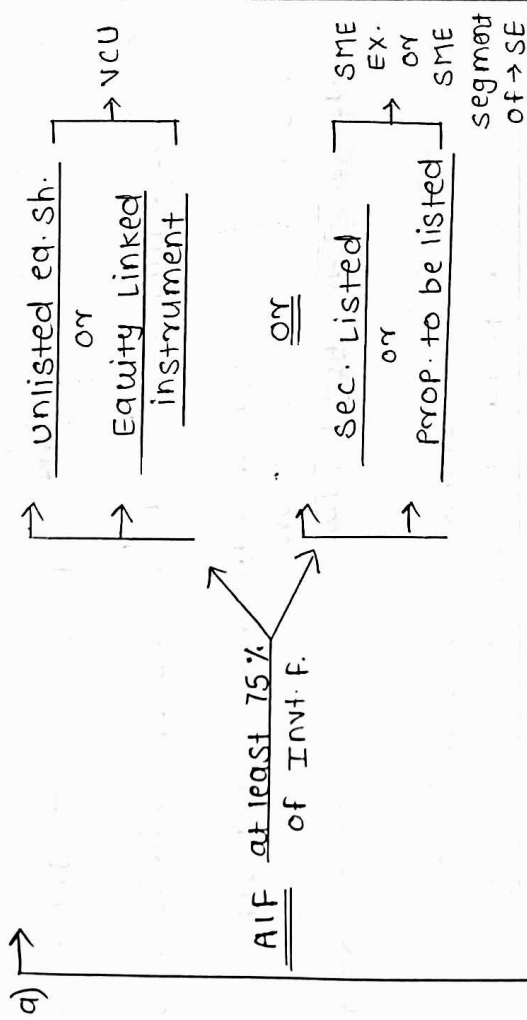 a)
AIF at least 75%
of Invt. F.
Unlisted eq. sh.
or
Equity Linked
instrument
→ VCU
or
Sec. Listed
or
prop. to be listed
→ SME
EX.
or
SME
segment
of → SE